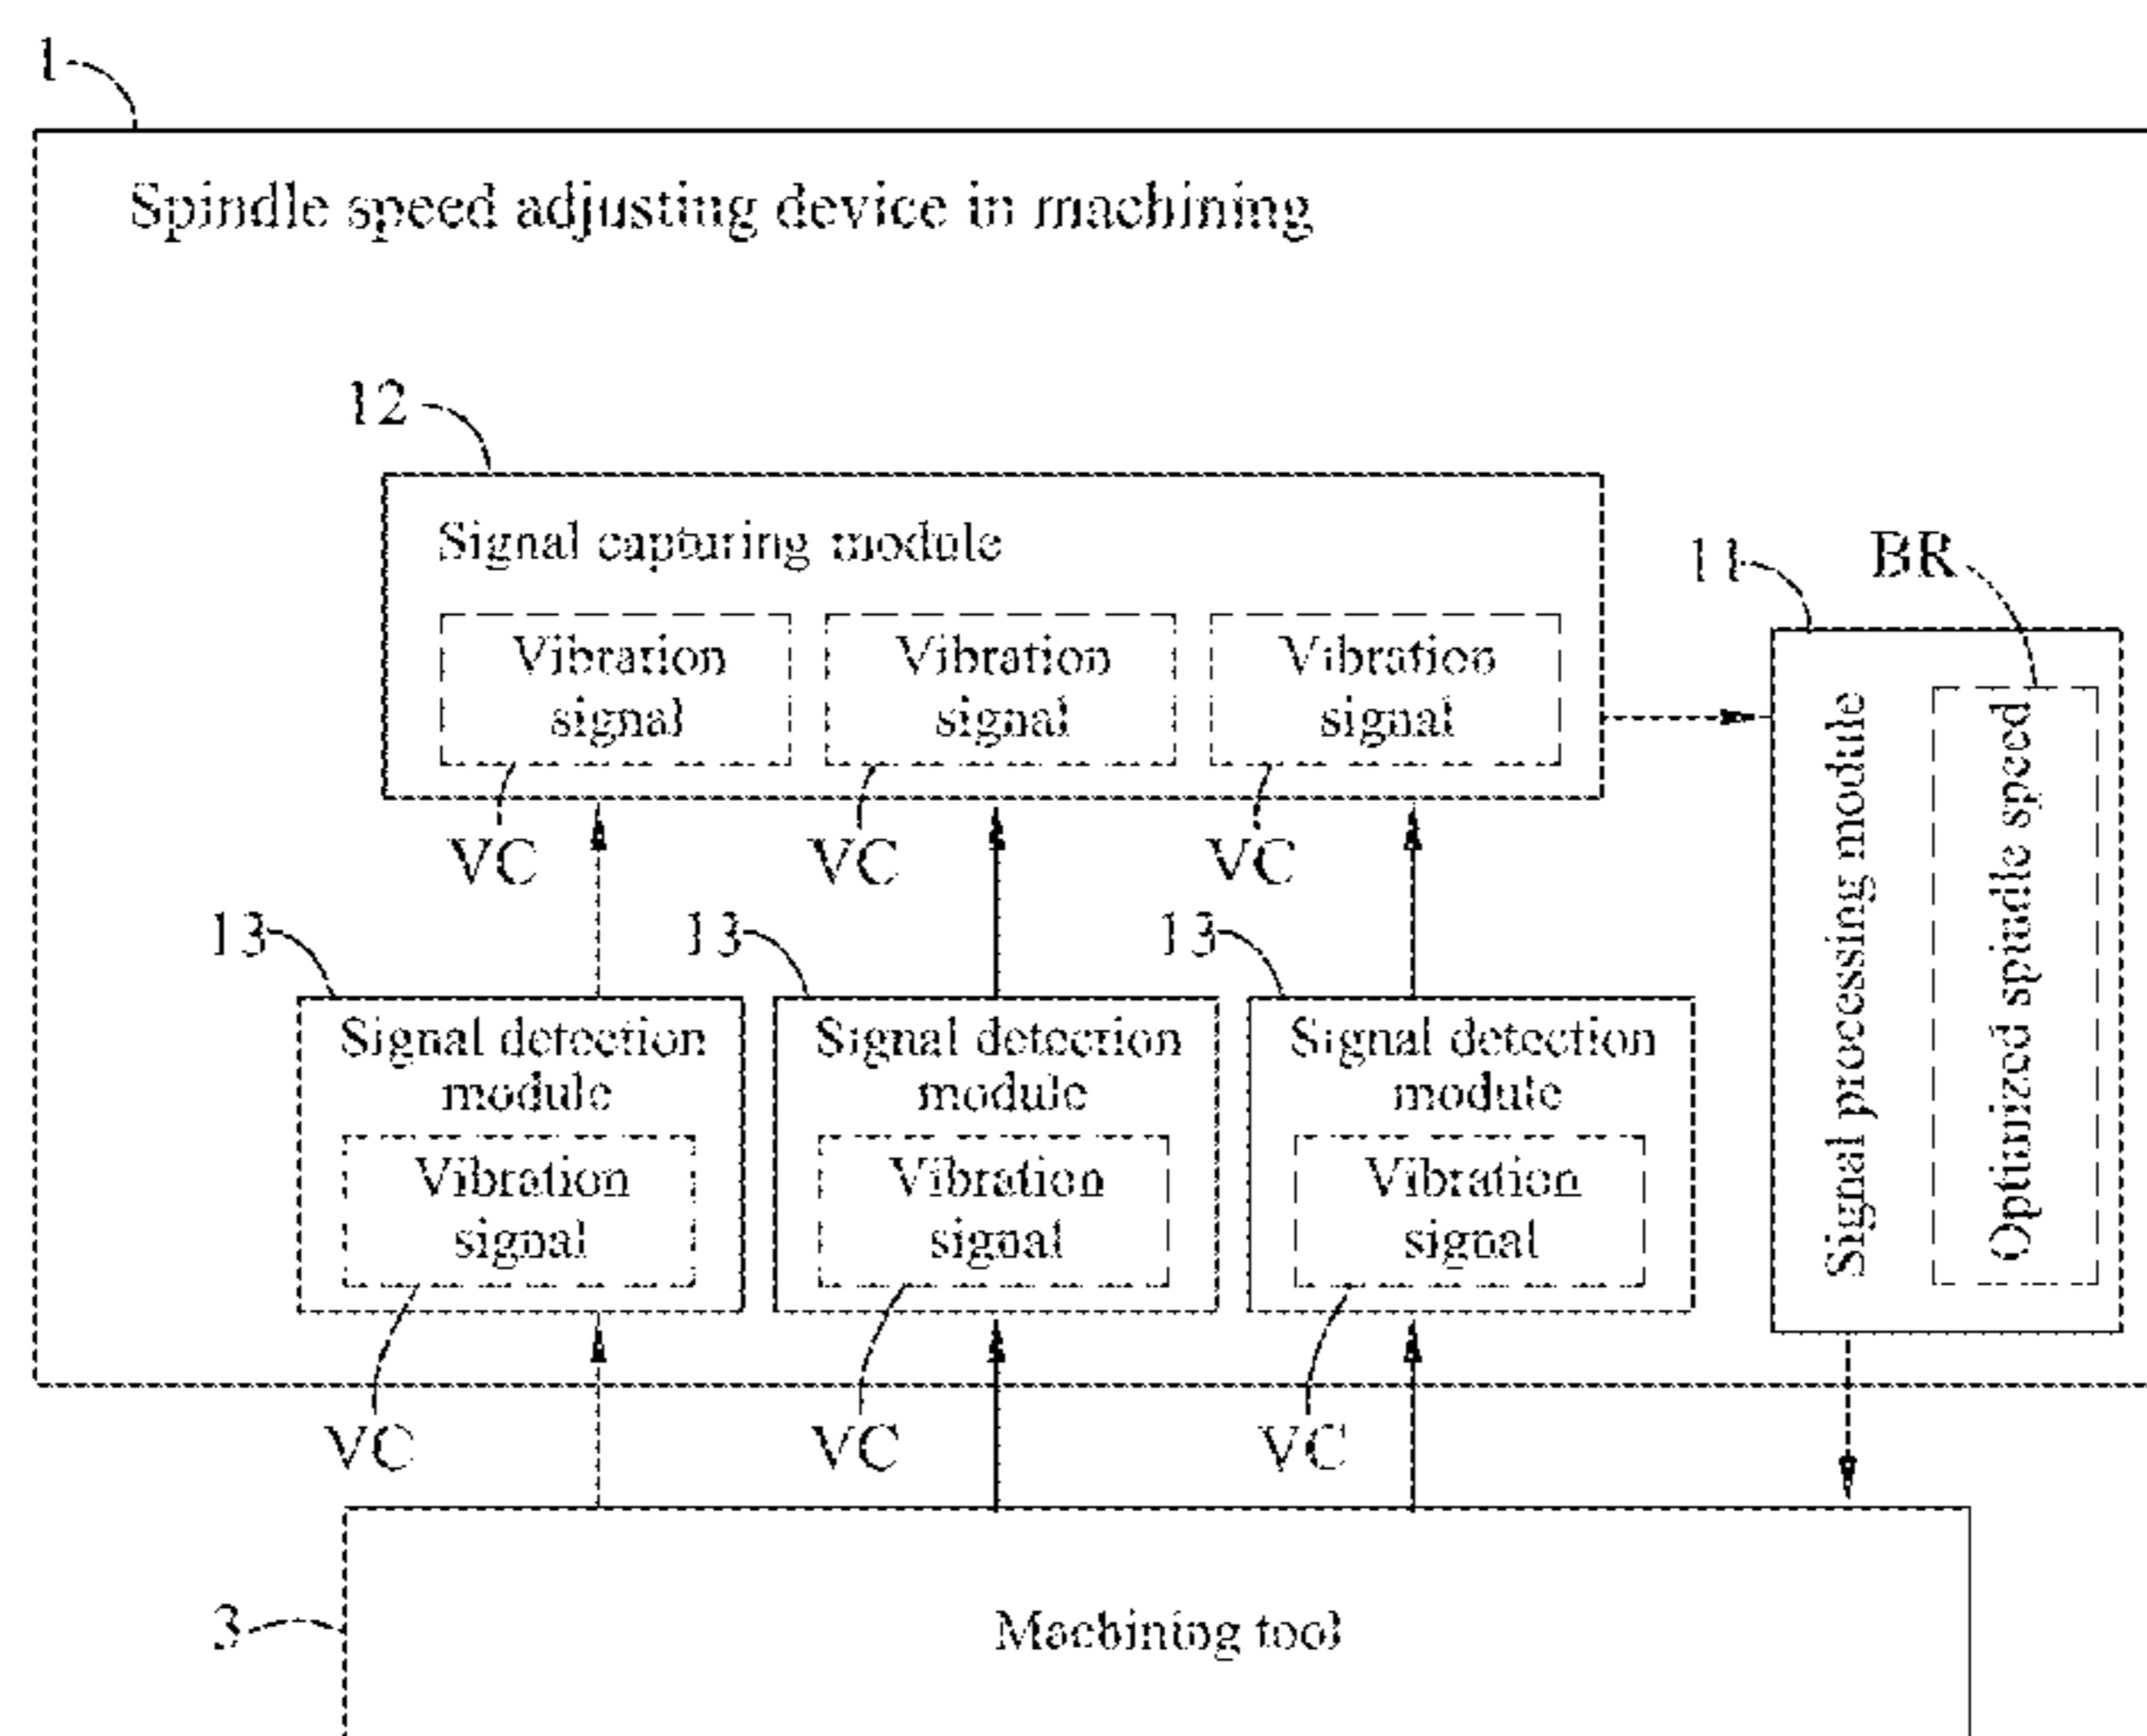 1
Spindle speed adjusting device in machining
12
Signal capturing module
11
BR
Vibration
signal
Vibration
signal
Vibration
signal
VC
VC
VC
Signal processing module
Optimized spindle speed
13
13
13
Signal detection
module
Vibration
signal
Signal detection
module
Vibration
signal
Signal detection
module
Vibration
signal
VC
VC
VC
3
Machining tool